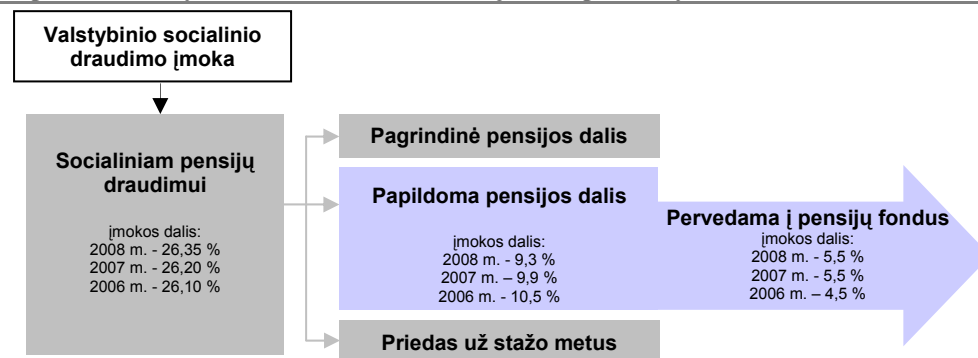 Valstybinio socialinio
draudimo įmoka
Socialiniam pensijų
draudimui
įmokos dalis:
2008 m. - 26,35 %
2007 m. - 26,20 %
2006 m. - 26,10 %
Pagrindinė pensijos dalis
Papildoma pensijos dalis
įmokos dalis:
2008 m. - 9,3 %
2007 m. – 9,9 %
2006 m. - 10,5 %
Pervedama į pensijų fondus
įmokos dalis:
2008 m. - 5,5 %
2007 m. - 5,5 %
2006 m. – 4,5 %
Priedas už stažo metus